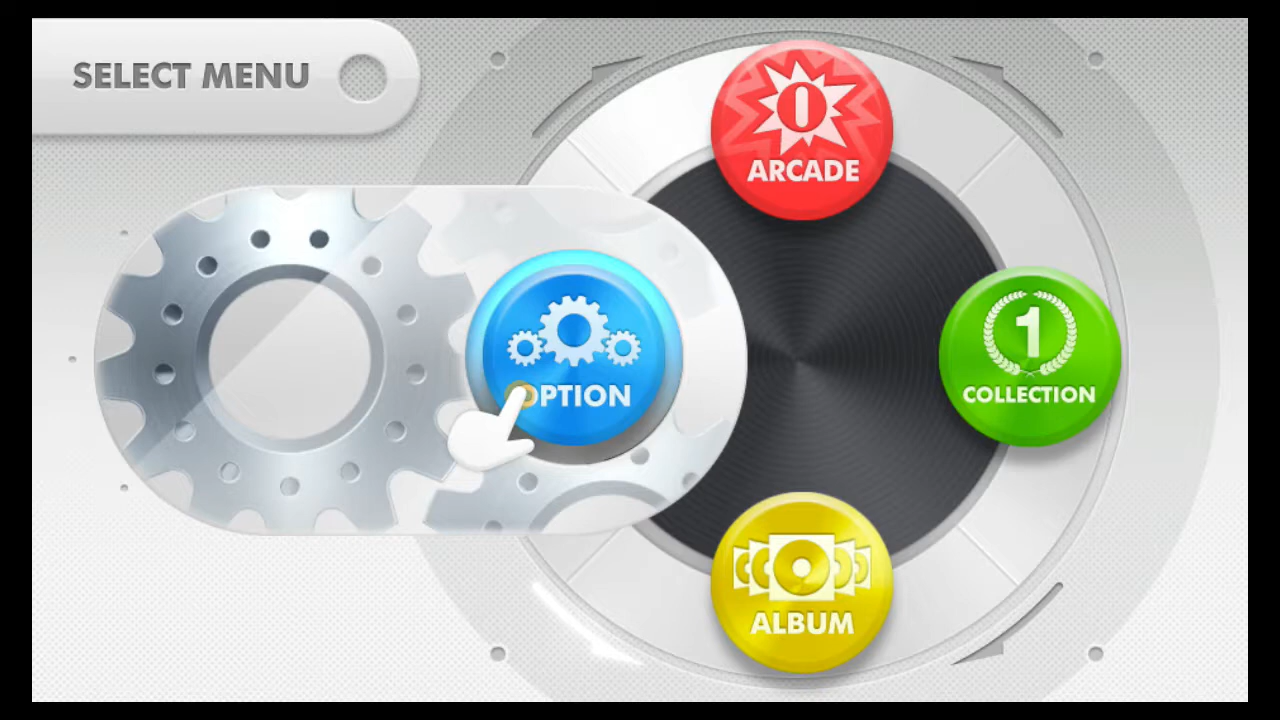 SELECT MENU
0
ARCADE
OPTION
1
COLLECTION
ALBUM